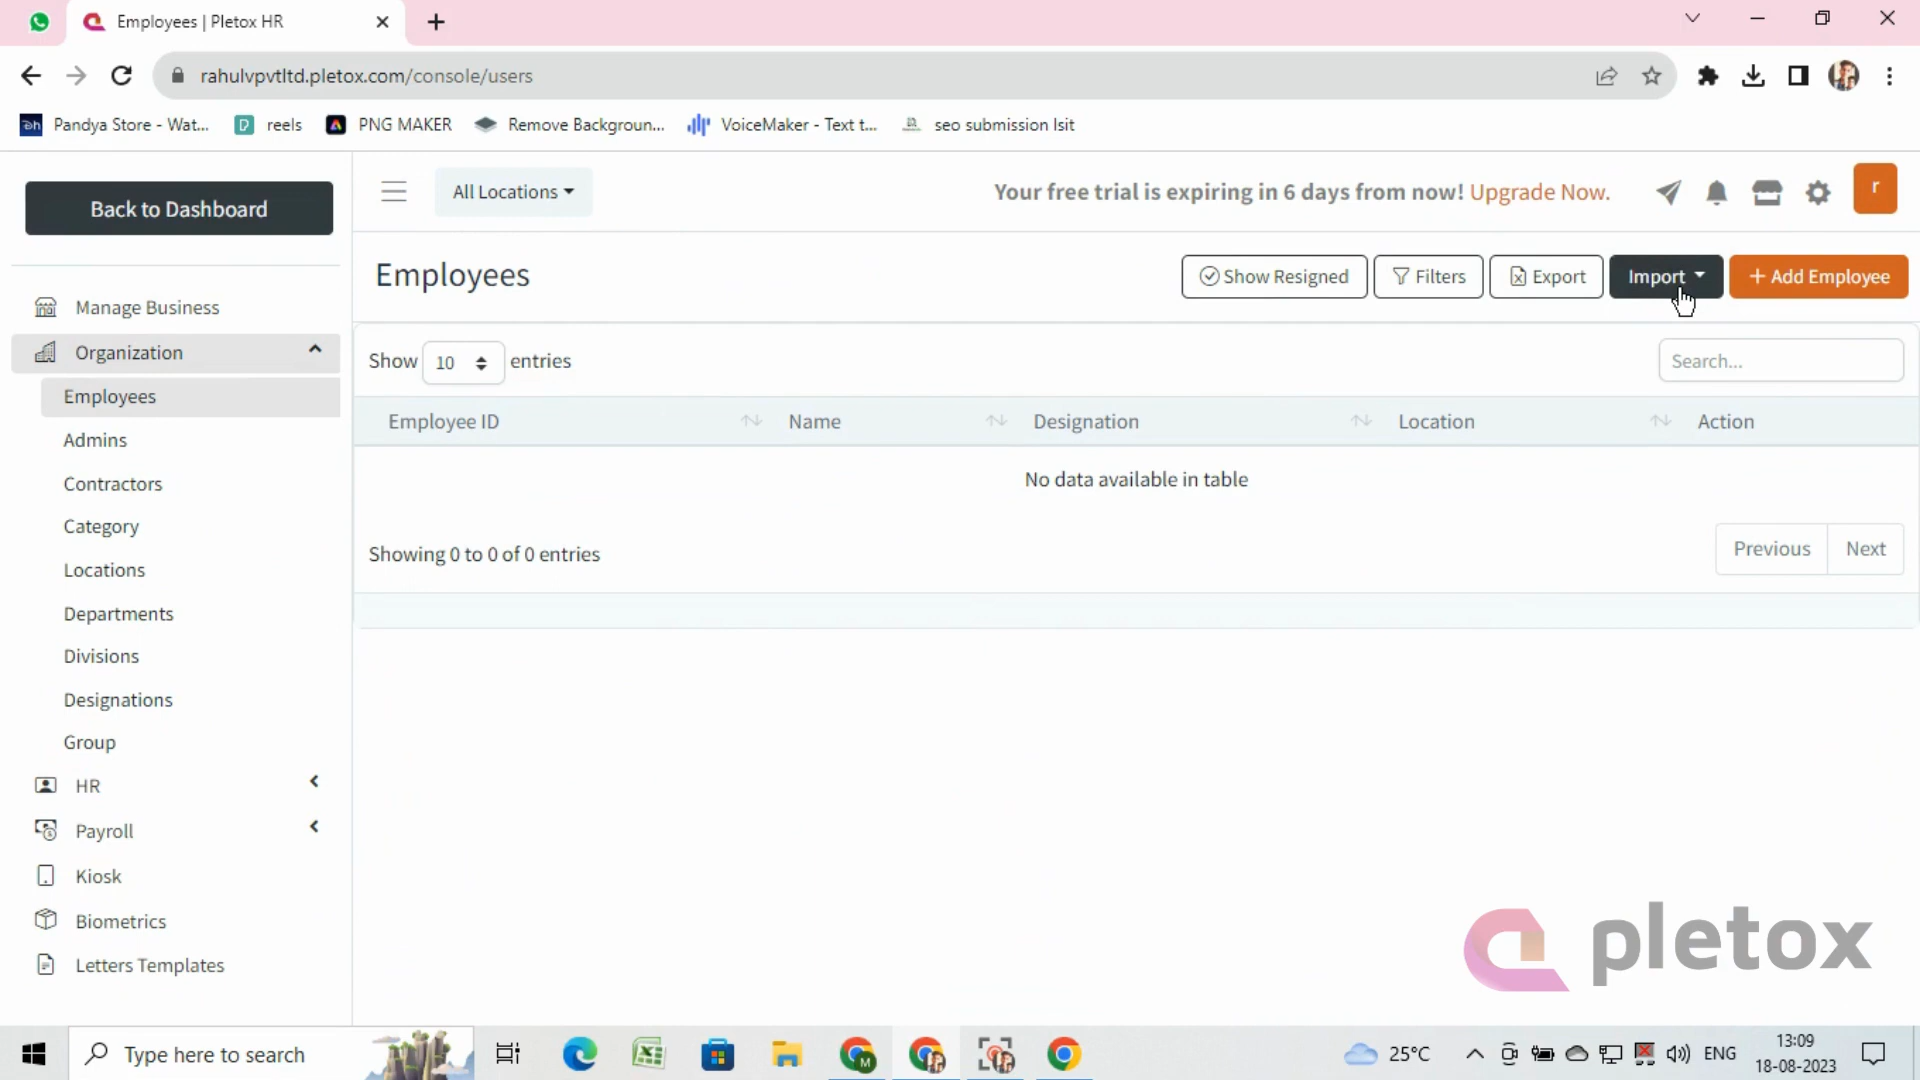 Employees | Pletox HR
rahulvpvtltd.pletox.com/console/users
Pandya Store - Wat...
reels
PNG MAKER
Remove Backgroun...
VoiceMaker - Text t...
seo submission lsit
Back to Dashboard
All Locations
Your free trial is expiring in 6 days from now! Upgrade Now.
r
Manage Business
Organization
Employees
Admins
Contractors
Category
Locations
Departments
Divisions
Designations
Group
HR
Payroll
Kiosk
Biometrics
Letters Templates
Employees
Show Resigned
Filters
Export
Import
+ Add Employee
Show 10 entries
Search...
Employee ID Name Designation Location Action
No data available in table
Showing 0 to 0 of 0 entries
Previous Next
pletox
Type here to search
M
25°C
ENG
13:09
18-08-2023